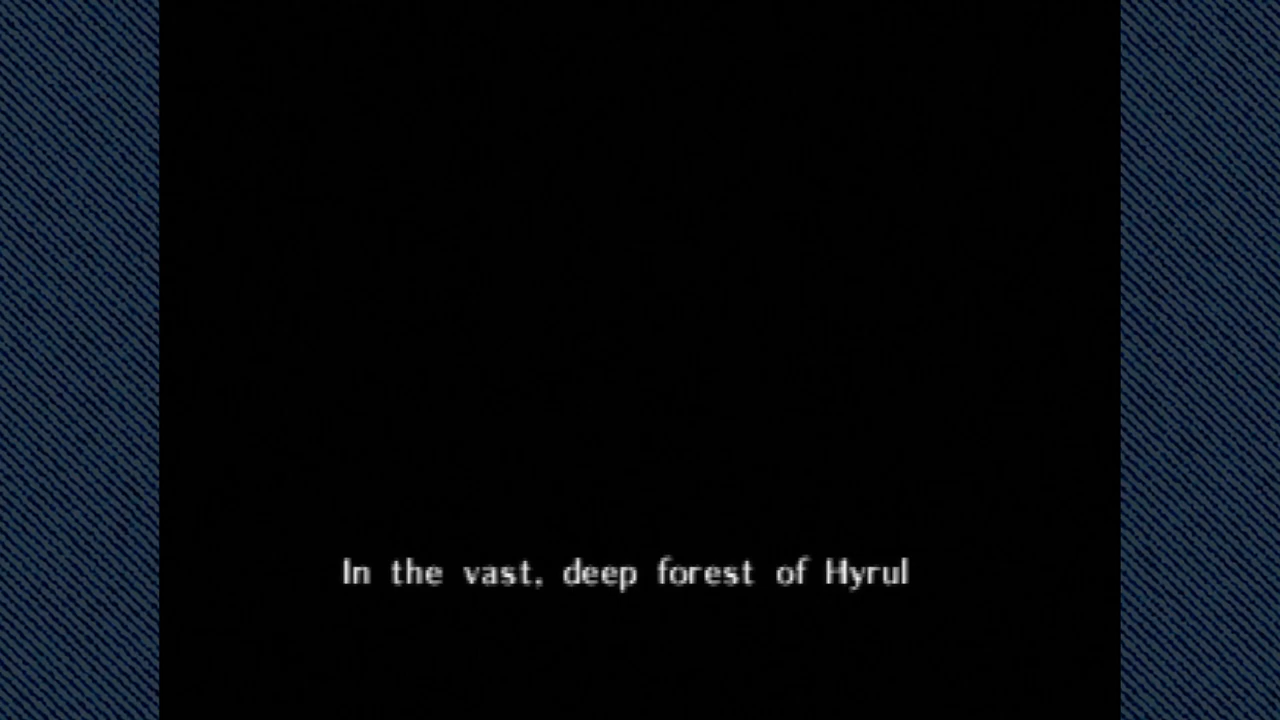 In the vast, deep forest of Hyrul